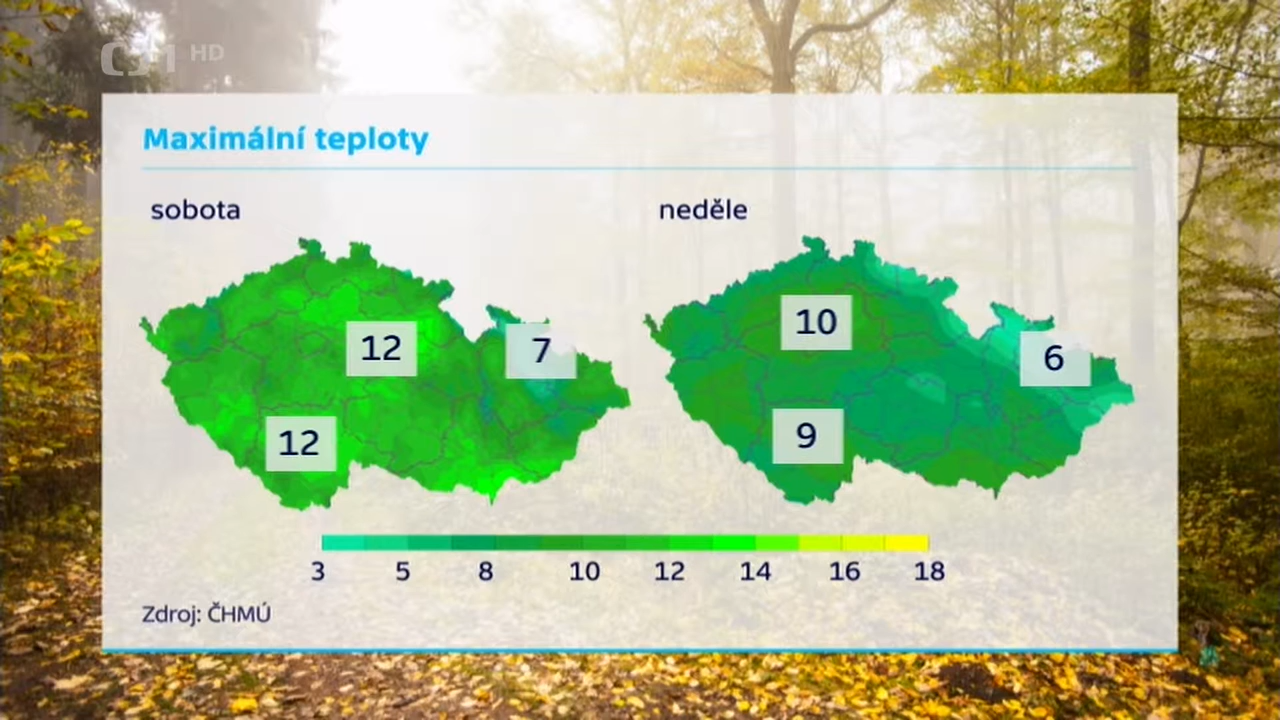 ČT1 HD
Maximální teploty
sobota
neděle
12
7
12
10
6
9
3 5 8 10 12 14 16 18
Zdroj: ČHMÚ